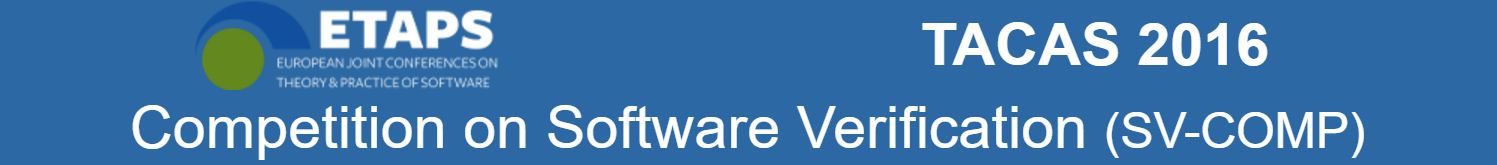 ETAPS
EUROPEAN JOINT CONFERENCES ON
THEORY & PRACTICE OF SOFTWARE
TACAS 2016
Competition on Software Verification (SV-COMP)